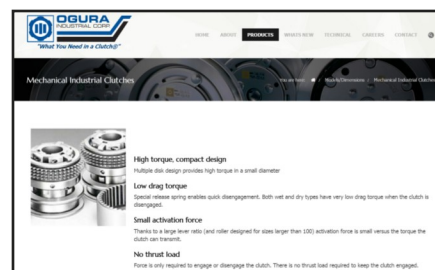 OGURA
INDUSTRIAL CORP
"What You Need in a Clutch®"
HOME ABOUT PRODUCTS WHAT'S NEW TECHNICAL CAREERS CONTACT
Mechanical Industrial Clutches
You are here: / / Mechanical Industrial Clutches
High torque, compact design
Multiple disk design provides high torque in a small diameter
Low drag torque
Special release spring enables quick disengagement. Both wet and dry types have very low drag torque when the clutch is
disengaged.
Small activation force
Thanks to a large lever ratio (and roller designed for sizes larger than 100) activation force is small versus the torque the
clutch can transmit.
No thrust load
Force is only required to engage or disengage the clutch. There is no thrust load required to keep the clutch engaged.